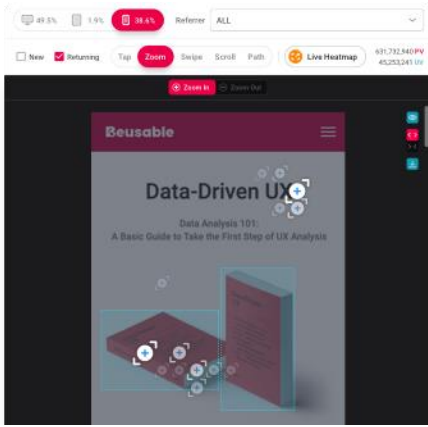 49.5% 1.9% 38.6% Referrer ALL
New Returning Tap Zoom Swipe Scroll Path Live Heatmap 631,732,940 PV
45,253,241 UV
Zoom In Zoom Out
Beusable
Data-Driven UX
Data Analysis 101:
A Basic Guide to Take the First Step of UX Analysis